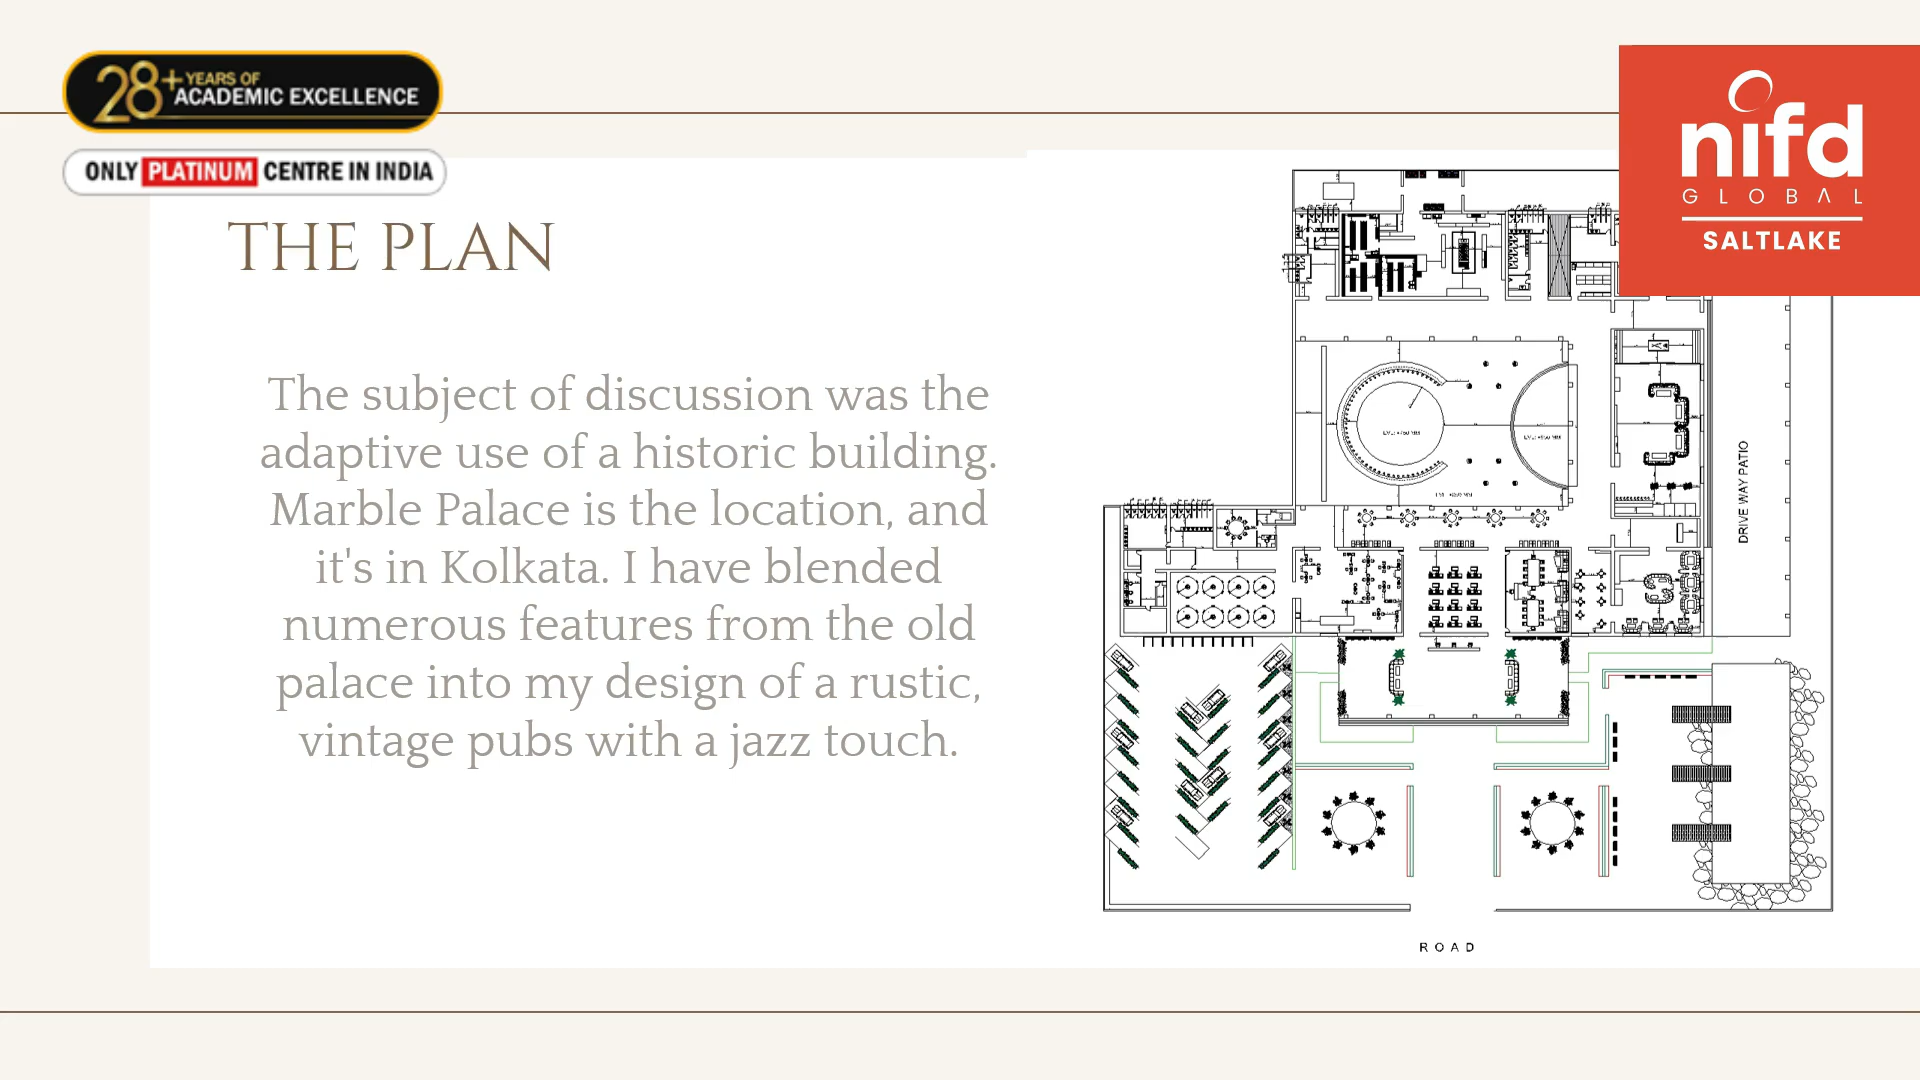 28+ YEARS OF
ACADEMIC EXCELLENCE
ONLY PLATINUM CENTRE IN INDIA
nifd
GLOBAL
SALTLAKE
THE PLAN
The subject of discussion was the
adaptive use of a historic building.
Marble Palace is the location, and
it's in Kolkata. I have blended
numerous features from the old
palace into my design of a rustic,
vintage pubs with a jazz touch.
DRIVE WAY PATIO
ROAD